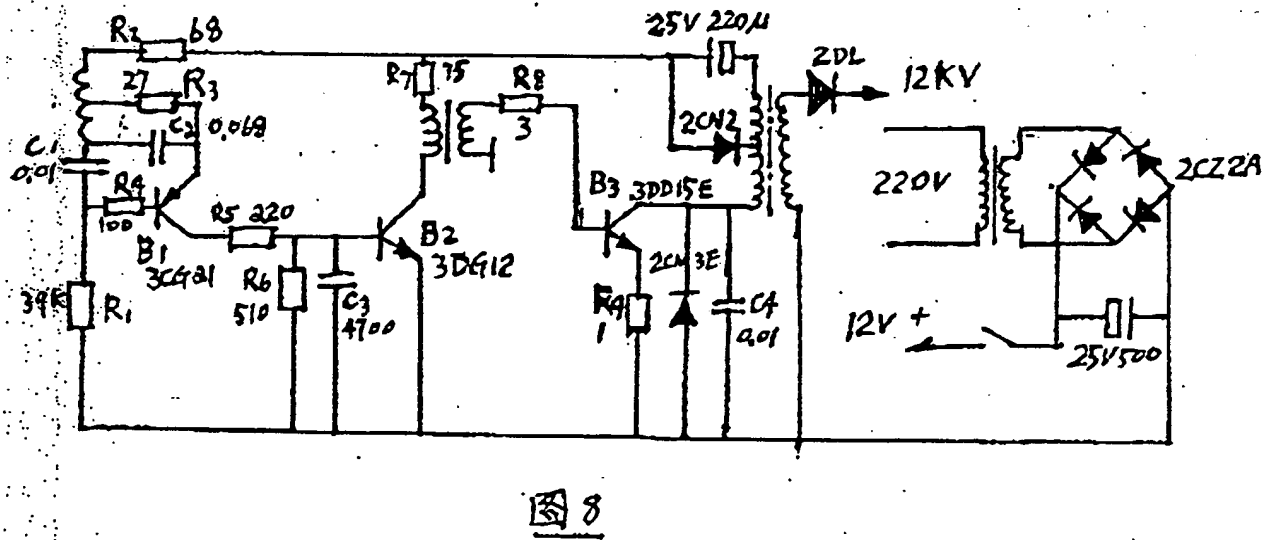 R2 68
25V 220μ
2DL
12KV
27 R3
R7 75
R8
3
C2 0.068
2CN2
C1
0.01
R4
100
220V
2CZ2A
B1
3CG21
R5 220
B2
3DG12
B3 3DD15E
2CN3E
39K R1
R6
510
C3
4700
R9
1
C4
0.01
12V +
25V500
图8